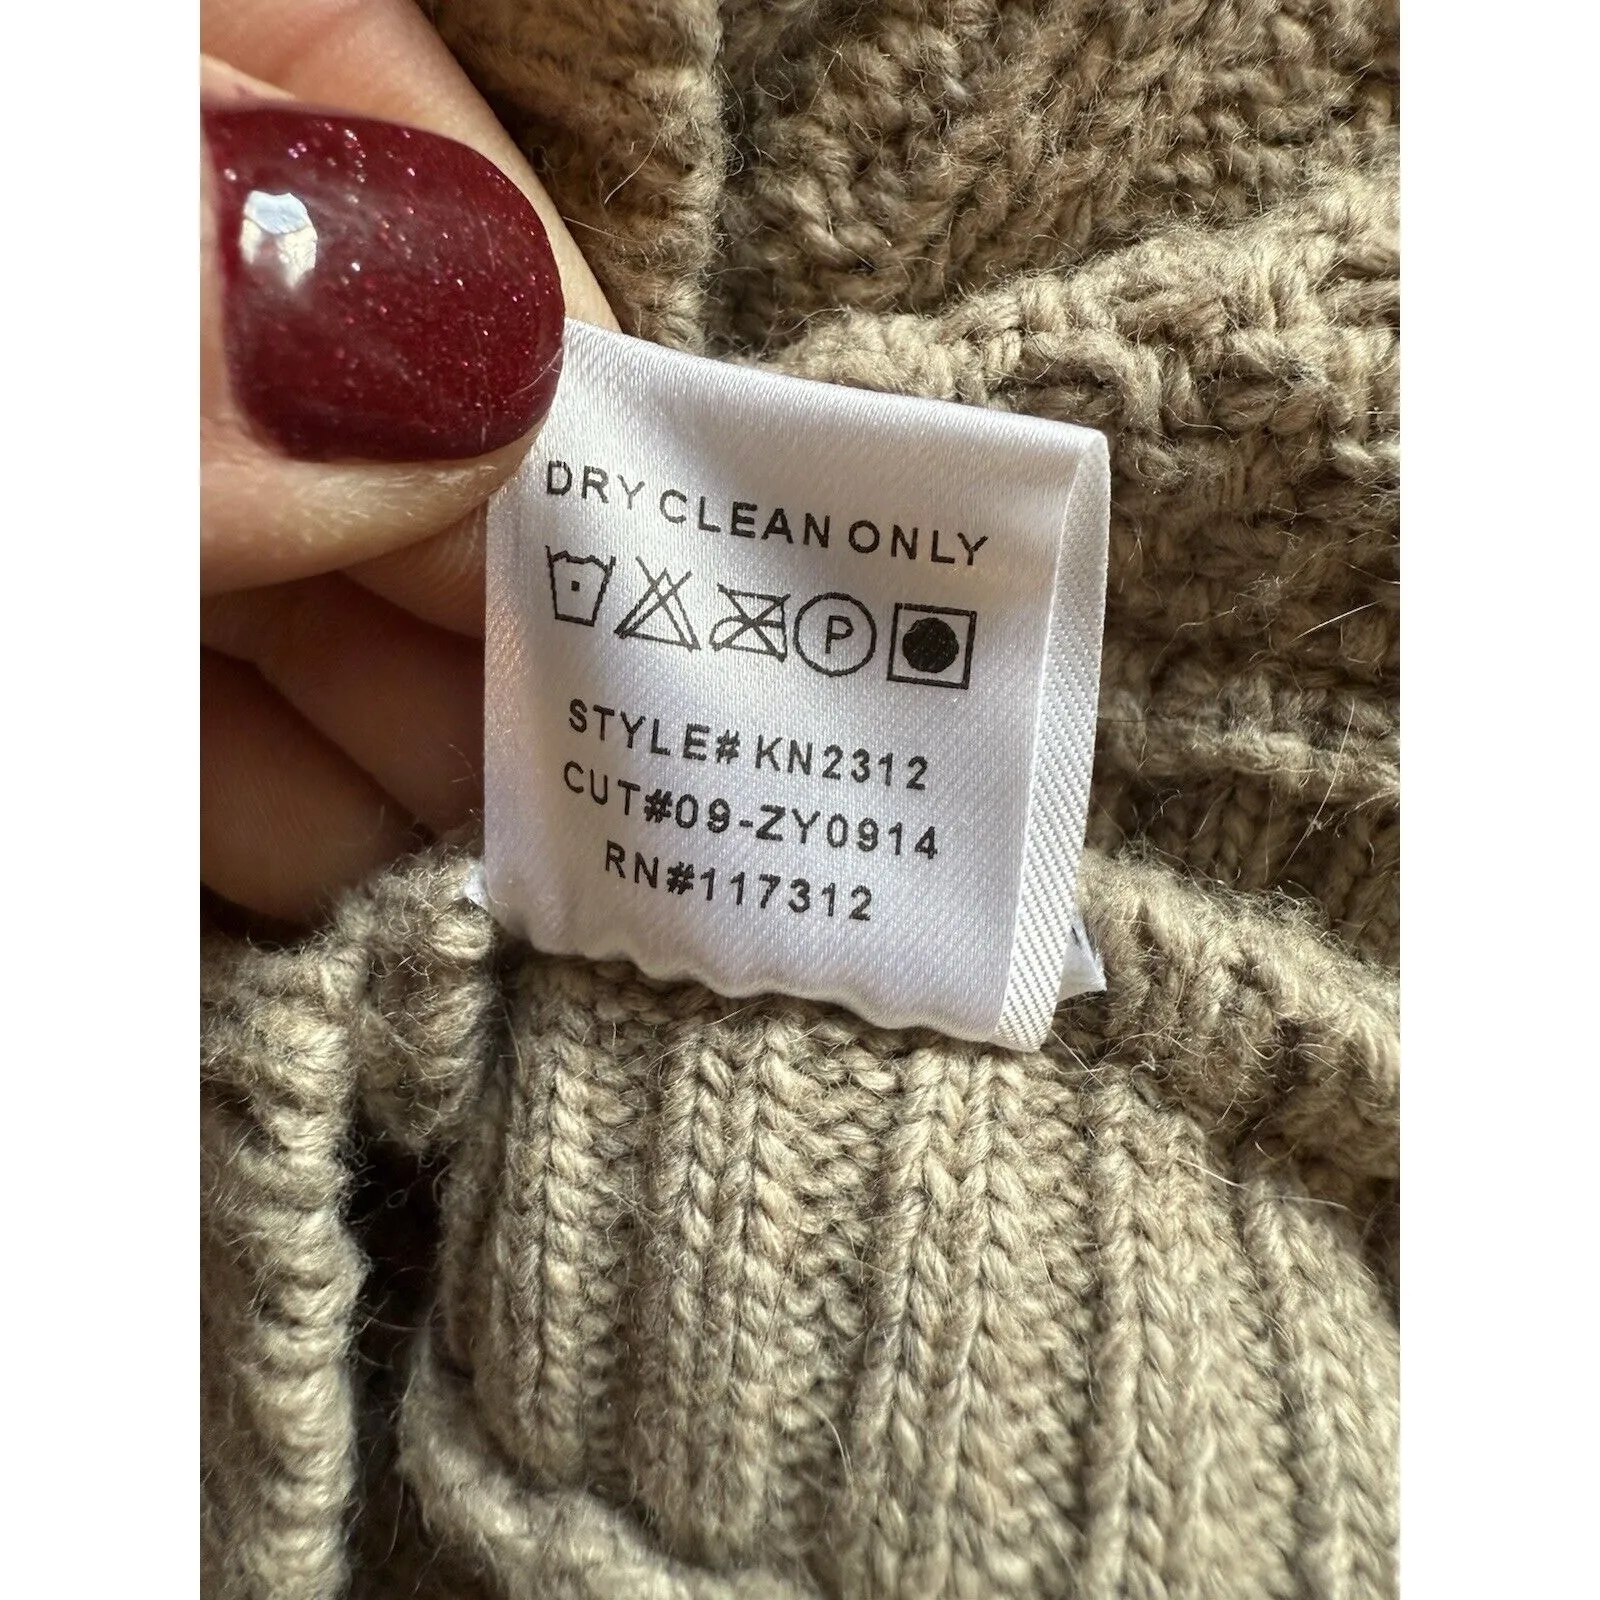 DRY CLEAN ONLY
P
STYLE# KN2312
CUT#09-ZY0914
RN#117312